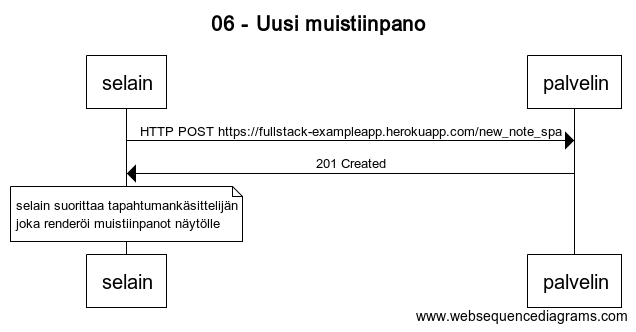 06 - Uusi muistiinpano
selain
palvelin
HTTP POST https://fullstack-exampleapp.herokuapp.com/new_note_spa
201 Created
selain suorittaa tapahtumankäsittelijän
joka renderöi muistiinpanot näytölle
selain
palvelin
www.websequencediagrams.com